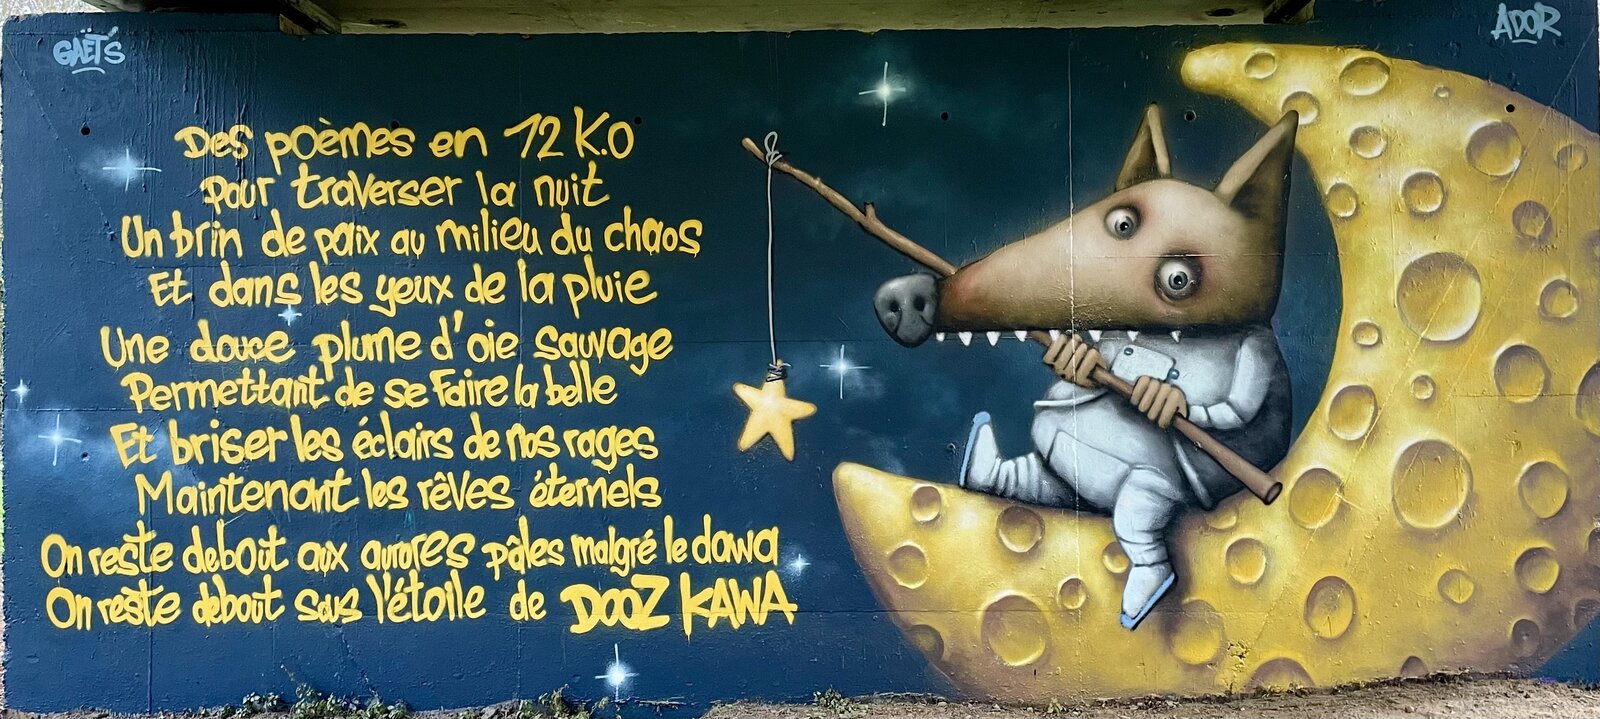 GAËT'S
ADOR
Des poèmes en 12 K.O
Pour traverser la nuit
Un brin de paix au milieu du chaos
Et dans les yeux de la pluie
Une douce plume d'oie sauvage
Permettant de se faire la belle
Et briser les éclairs de nos rages
Maintenant les rêves éternels
On reste debout aux aurores pâles malgré le dawa
On reste debout sous l'étoile de DOOZ KAWA